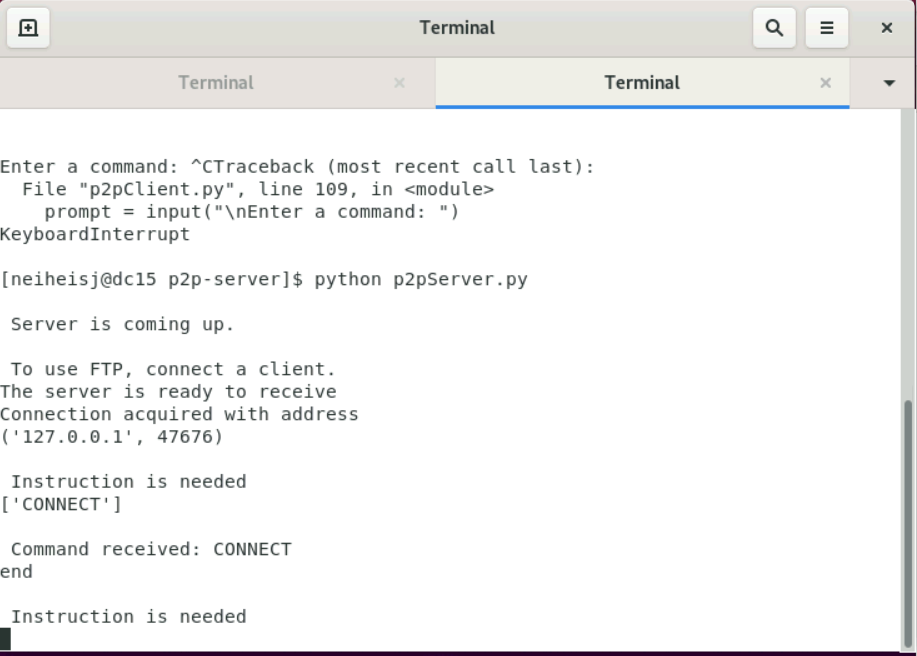 Terminal
Terminal
Terminal
Enter a command: ^CTraceback (most recent call last):
  File "p2pClient.py", line 109, in <module>
    prompt = input("\nEnter a command: ")
KeyboardInterrupt
[neiheisj@dc15 p2p-server]$ python p2pServer.py
 Server is coming up.
 To use FTP, connect a client.
The server is ready to receive
Connection acquired with address
('127.0.0.1', 47676)
 Instruction is needed
['CONNECT']
 Command received: CONNECT
end
 Instruction is needed